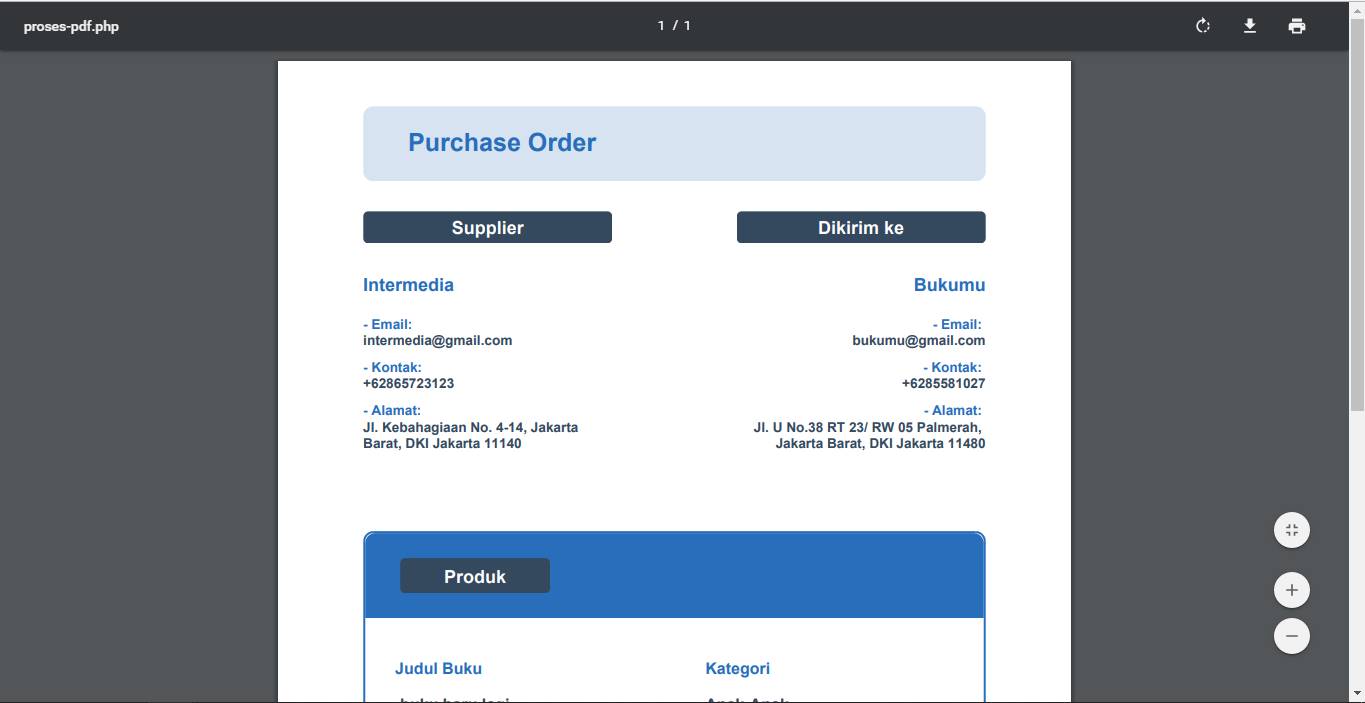 proses-pdf.php
1 / 1
Purchase Order
Supplier
Dikirim ke
Intermedia
Bukumu
- Email:
intermedia@gmail.com
- Kontak:
+62865723123
- Alamat:
Jl. Kebahagiaan No. 4-14, Jakarta
Barat, DKI Jakarta 11140
- Email:
bukumu@gmail.com
- Kontak:
+6285581027
- Alamat:
Jl. U No.38 RT 23/ RW 05 Palmerah,
Jakarta Barat, DKI Jakarta 11480
Produk
Judul Buku
Kategori